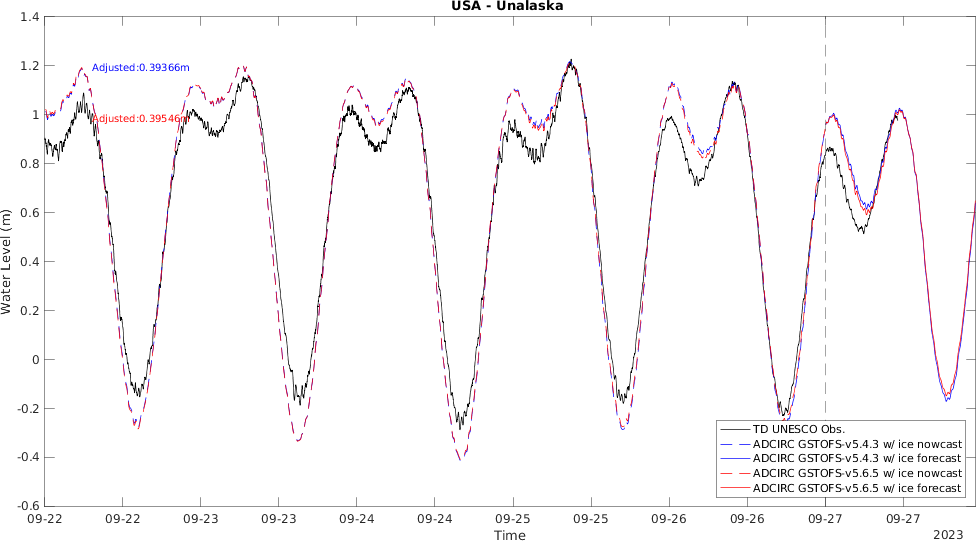 USA - Unalaska
1.4
1.2
1
0.8
0.6
0.4
0.2
0
-0.2
-0.4
-0.6
Water Level (m)
Adjusted:0.39366m
Adjusted:0.39546m
TD UNESCO Obs.
ADCIRC GSTOFS-v5.4.3 w/ ice nowcast
ADCIRC GSTOFS-v5.4.3 w/ ice forecast
ADCIRC GSTOFS-v5.6.5 w/ ice nowcast
ADCIRC GSTOFS-v5.6.5 w/ ice forecast
09-22 09-22 09-23 09-23 09-24 09-24 09-25 09-25 09-26 09-26 09-27 09-27
Time
2023